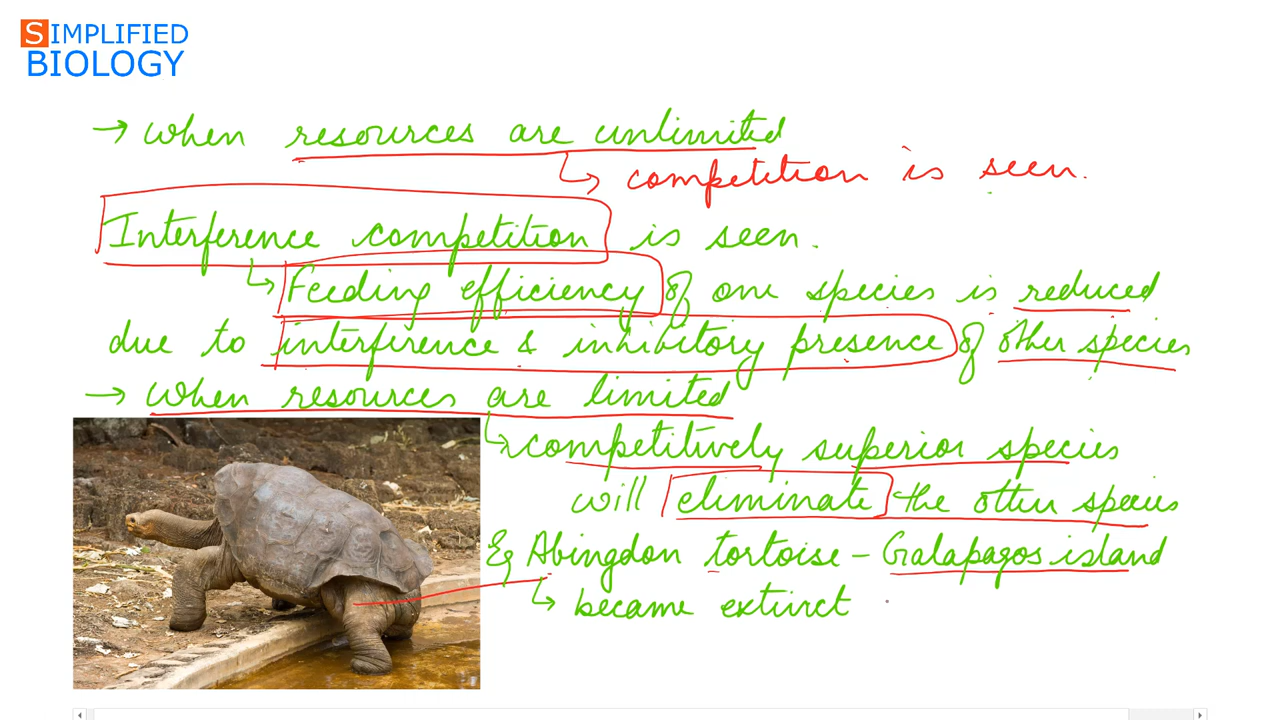 SIMPLIFIED
BIOLOGY
→ when resources are unlimited
↳ competition is seen.
Interference competition is seen.
↳ Feeding efficiency of one species is reduced
due to interference & inhibitory presence of other species
→ when resources are limited
↳ competitively superior species
will eliminate the other species
Eg Abingdon tortoise – Galapagos island
↳ became extinct